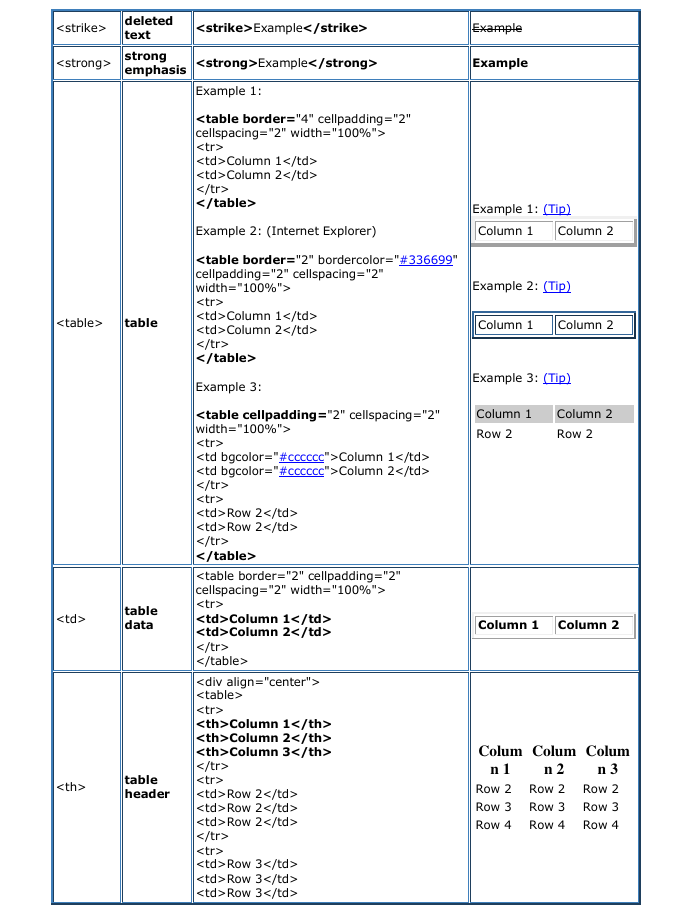 <strike>
deleted
text
<strike>Example</strike>
Example
<strong>
strong
emphasis
<strong>Example</strong>
Example
<table>
table
Example 1:
<table border="4" cellpadding="2"
cellspacing="2" width="100%">
<tr>
<td>Column 1</td>
<td>Column 2</td>
</tr>
</table>
Example 2: (Internet Explorer)
<table border="2" bordercolor="#336699"
cellpadding="2" cellspacing="2"
width="100%">
<tr>
<td>Column 1</td>
<td>Column 2</td>
</tr>
</table>
Example 3:
<table cellpadding="2" cellspacing="2"
width="100%">
<tr>
<td bgcolor="#cccccc">Column 1</td>
<td bgcolor="#cccccc">Column 2</td>
</tr>
<tr>
<td>Row 2</td>
<td>Row 2</td>
</tr>
</table>
Example 1: (Tip)
Column 1 Column 2
Example 2: (Tip)
Column 1 Column 2
Example 3: (Tip)
Column 1 Column 2
Row 2 Row 2
<td>
table
data
<table border="2" cellpadding="2"
cellspacing="2" width="100%">
<tr>
<td>Column 1</td>
<td>Column 2</td>
</tr>
</table>
Column 1 Column 2
<th>
table
header
<div align="center">
<table>
<tr>
<th>Column 1</th>
<th>Column 2</th>
<th>Column 3</th>
</tr>
<tr>
<td>Row 2</td>
<td>Row 2</td>
<td>Row 2</td>
</tr>
<tr>
<td>Row 3</td>
<td>Row 3</td>
<td>Row 3</td>
Colum Colum Colum
n 1 n 2 n 3
Row 2 Row 2 Row 2
Row 3 Row 3 Row 3
Row 4 Row 4 Row 4